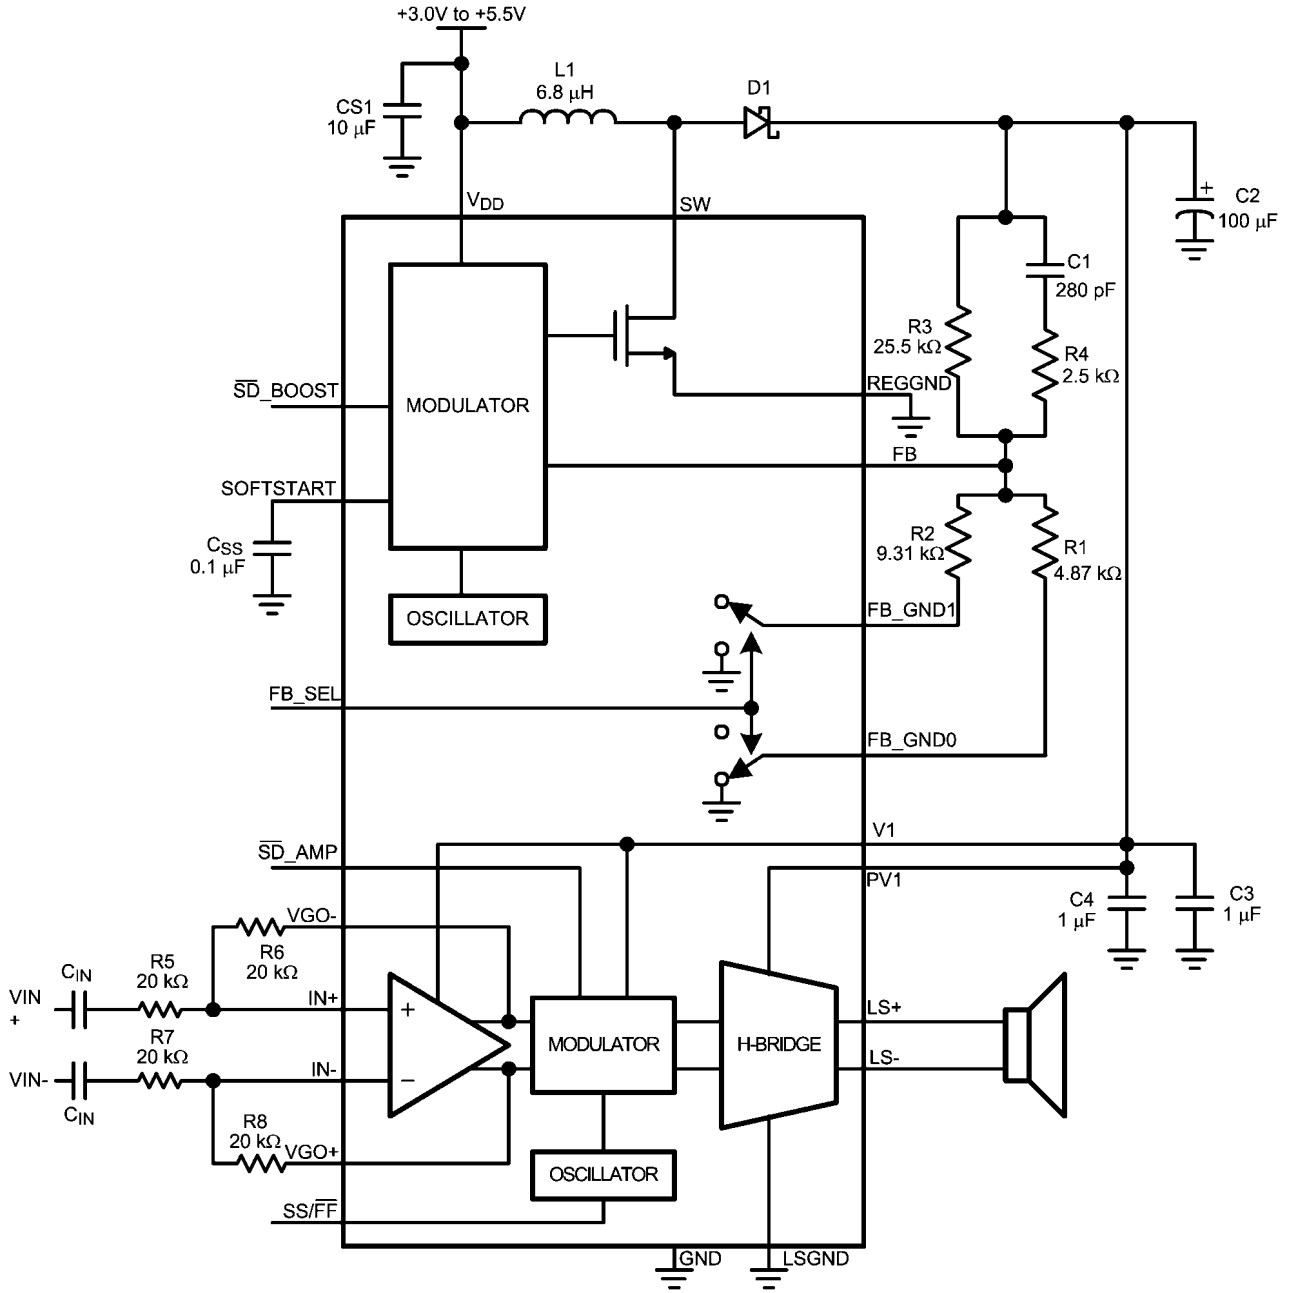 +3.0V to +5.5V
CS1
10 µF
L1
6.8 µH
D1
C2
+
100 µF
VDD
SW
C1
280 pF
R3
25.5 kΩ
R4
2.5 kΩ
REGGND
SD_BOOST
MODULATOR
FB
SOFTSTART
CSS
0.1 µF
R2
9.31 kΩ
R1
4.87 kΩ
OSCILLATOR
FB_GND1
FB_SEL
FB_GND0
V1
SD_AMP
PV1
C4
1 µF
C3
1 µF
VGO-
R6
20 kΩ
CIN
R5
20 kΩ
VIN
+
IN+
+
R7
20 kΩ
VIN-
IN-
−
CIN
MODULATOR
H-BRIDGE
LS+
LS-
R8
20 kΩ
VGO+
OSCILLATOR
SS/FF
GND
LSGND